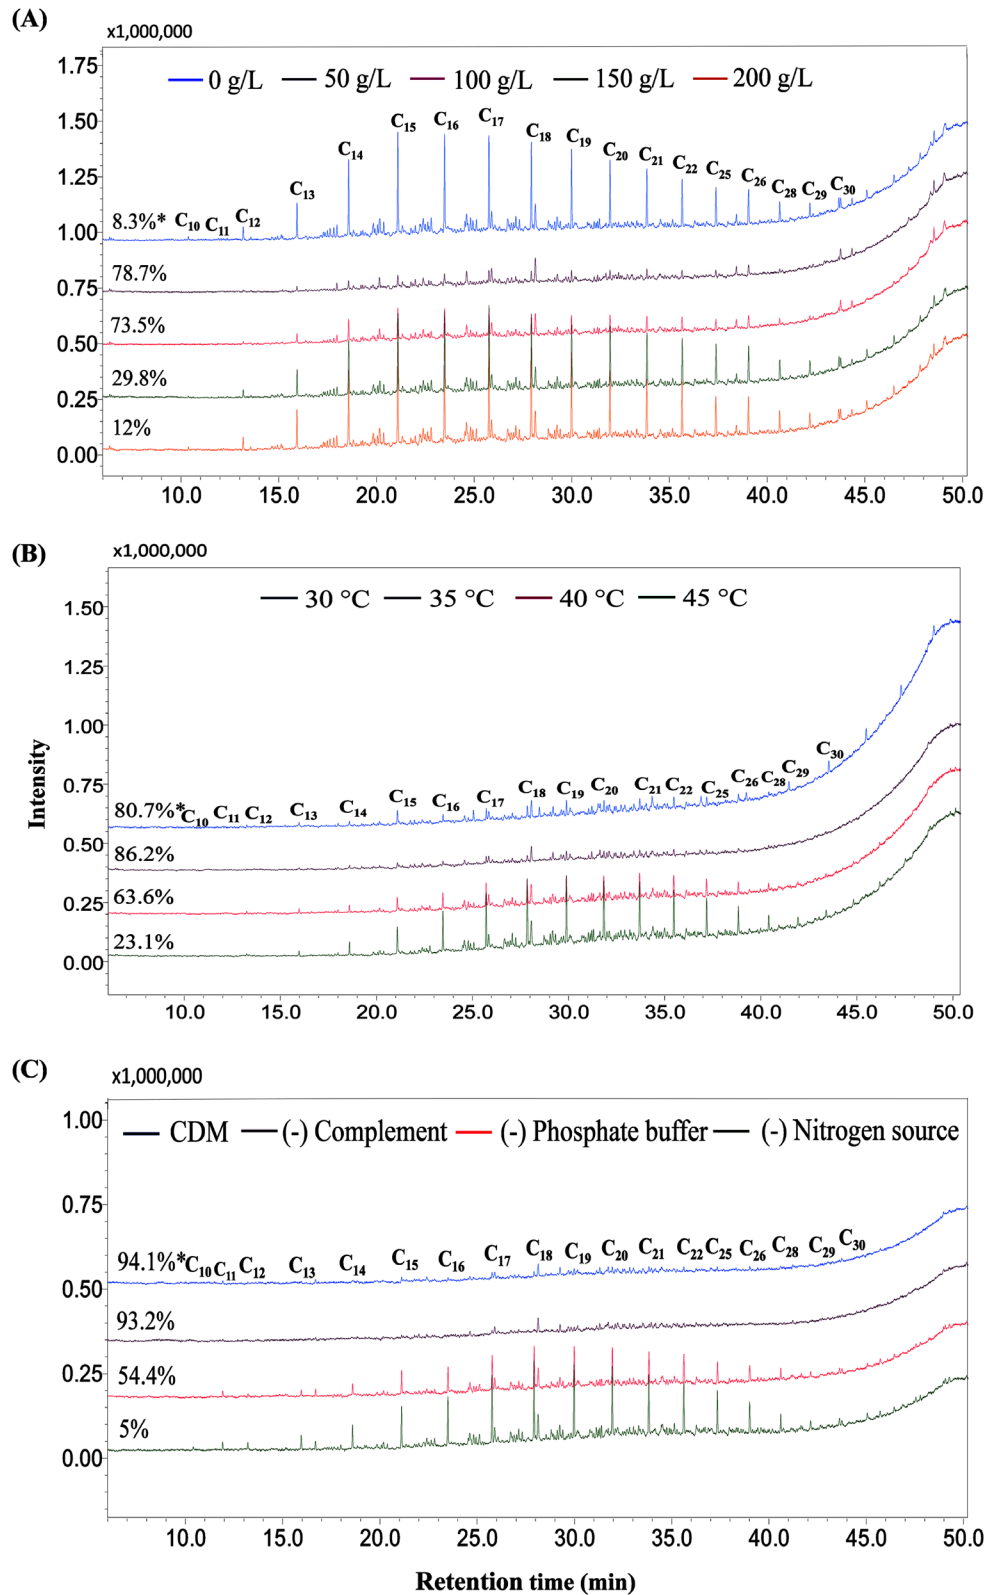 (A)
x1,000,000
1.75
0 g/L 50 g/L 100 g/L 150 g/L 200 g/L
1.50
C15 C16 C17
C14 C18 C19
C20 C21
1.25
C22 C25
C13 C26 C28 C29 C30
8.3%* C10 C11 C12
1.00
78.7%
0.75
73.5%
0.50
29.8%
0.25
12%
0.00
10.0 15.0 20.0 25.0 30.0 35.0 40.0 45.0 50.0
(B)
x1,000,000
30 °C 35 °C 40 °C 45 °C
1.50
1.25
1.00
0.75
80.7%* C10 C11 C12 C13 C14 C15 C16 C17 C18 C19 C20 C21 C22 C25 C26 C28 C29 C30
86.2%
0.50
63.6%
0.25
23.1%
0.00
10.0 15.0 20.0 25.0 30.0 35.0 40.0 45.0 50.0
Intensity
(C)
x1,000,000
1.00
CDM (-) Complement (-) Phosphate buffer (-) Nitrogen source
0.75
94.1%* C10 C11 C12 C13 C14 C15 C16 C17 C18 C19 C20 C21 C22 C25 C26 C28 C29 C30
0.50
93.2%
0.25
54.4%
5%
0.00
10.0 15.0 20.0 25.0 30.0 35.0 40.0 45.0 50.0
Retention time (min)